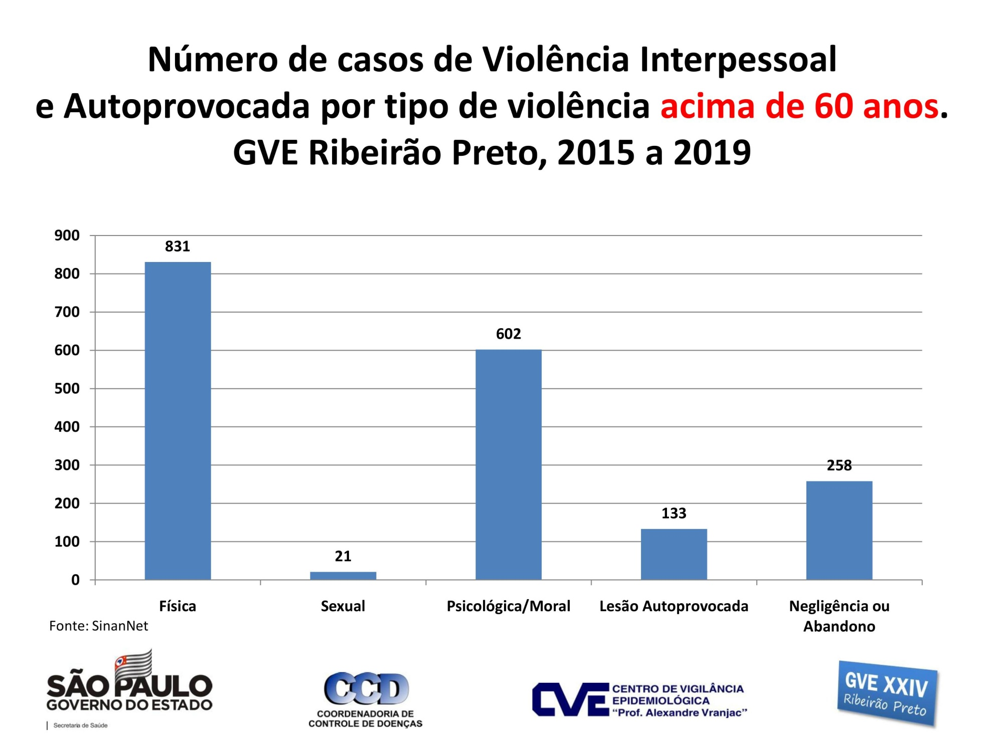 Número de casos de Violência Interpessoal
e Autoprovocada por tipo de violência acima de 60 anos.
GVE Ribeirão Preto, 2015 a 2019
900
800
700
600
500
400
300
200
100
0
831
21
602
133
258
Física
Sexual
Psicológica/Moral
Lesão Autoprovocada
Negligência ou
Abandono
Fonte: SinanNet
SÃO PAULO
GOVERNO DO ESTADO
Secretaria de Saúde
CCD
COORDENADORIA DE
CONTROLE DE DOENÇAS
CVE
CENTRO DE VIGILÂNCIA
EPIDEMIOLÓGICA
“Prof. Alexandre Vranjac”
GVE XXIV
Ribeirão Preto